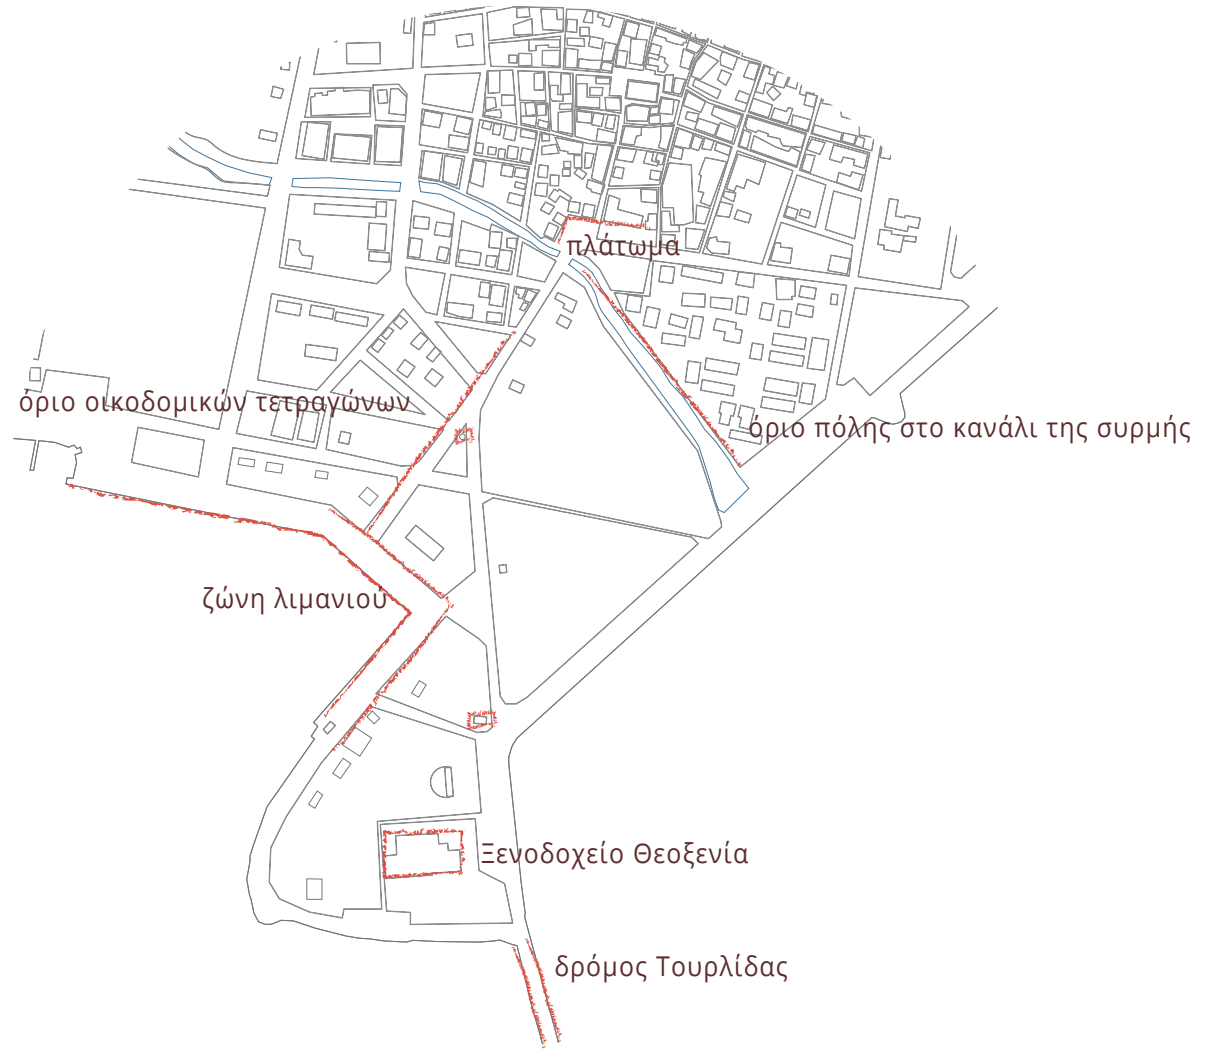 πλάτωμα
όριο οικοδομικών τετραγώνων
όριο πόλης στο κανάλι της συρμής
ζώνη λιμανιού
Ξενοδοχείο Θεοξενία
δρόμος Τουρλίδας